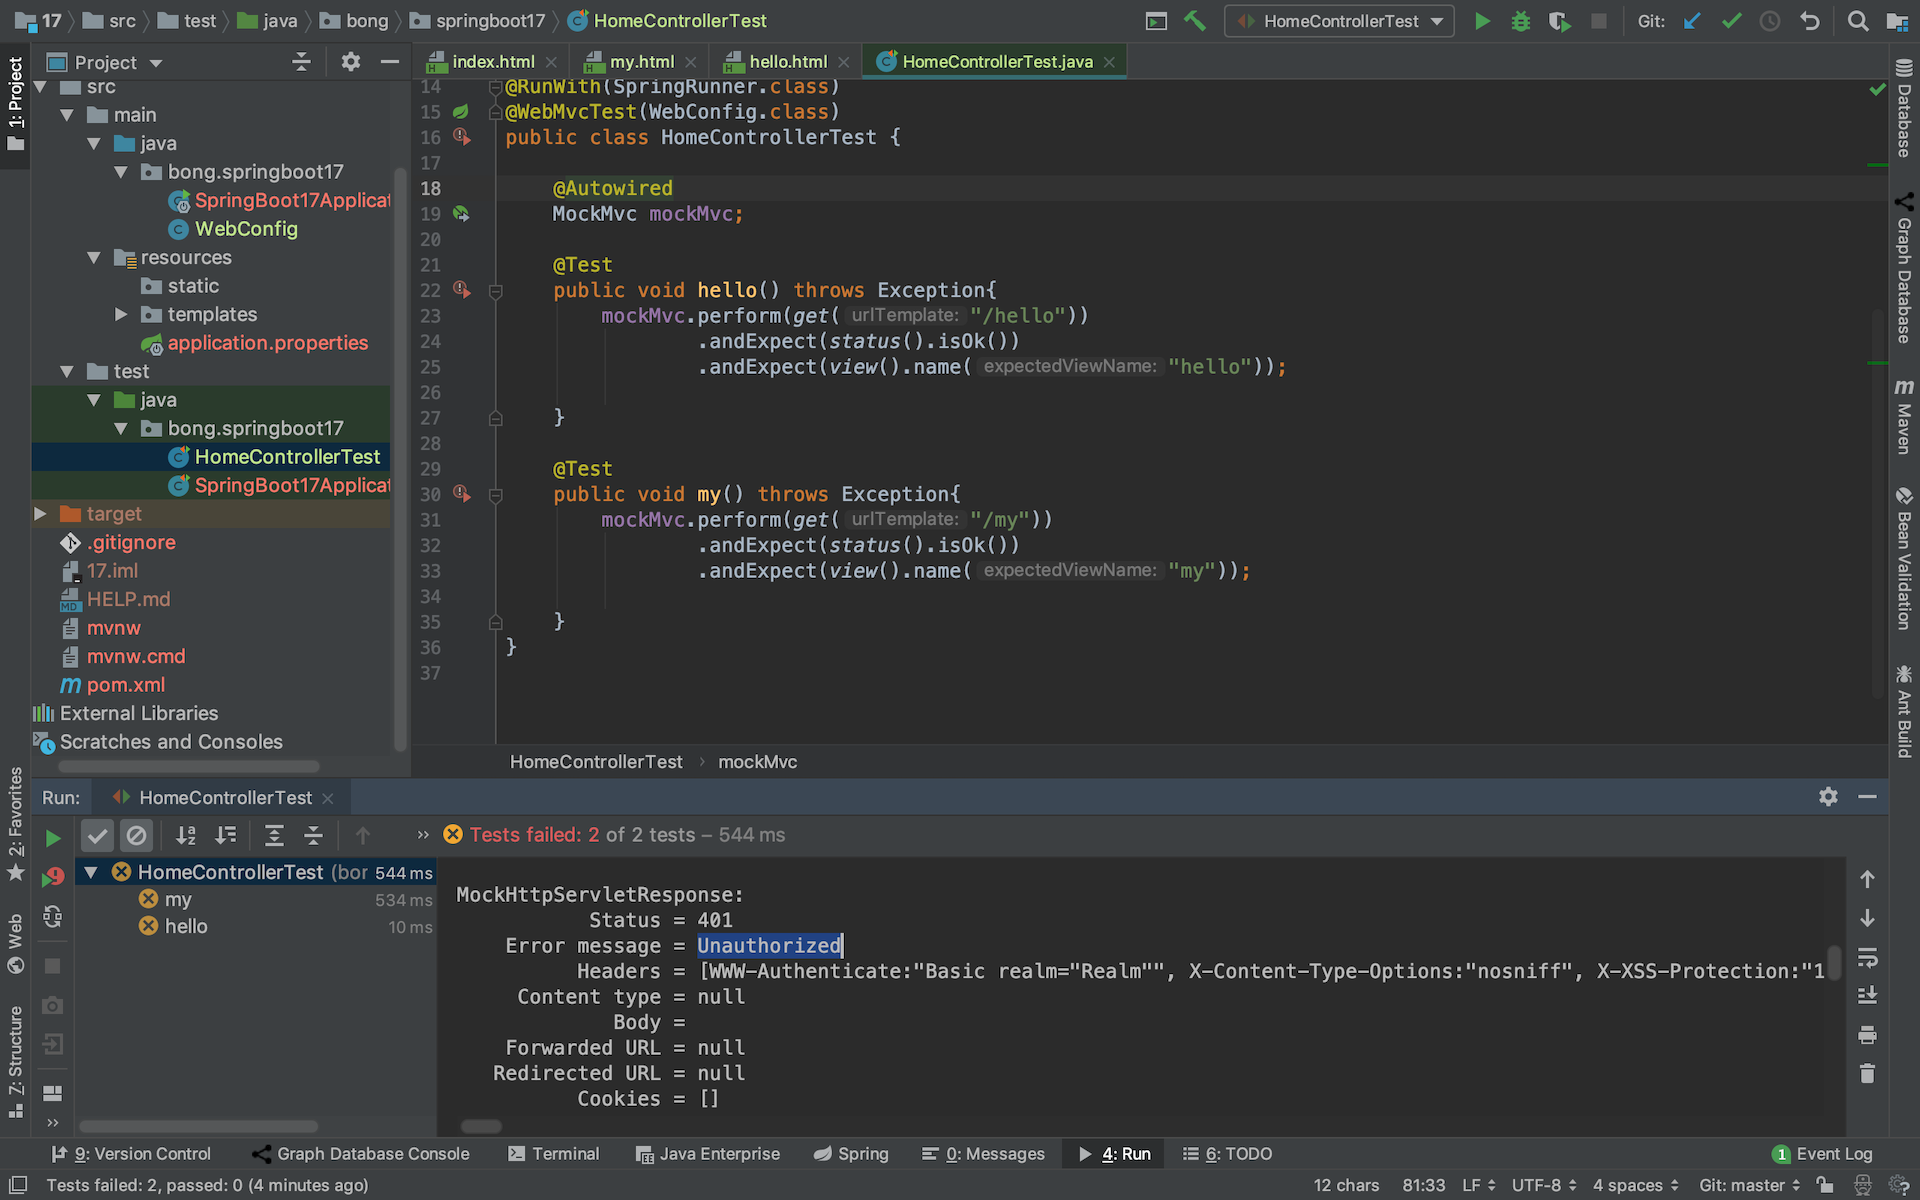 17 src test java bong springboot17 HomeControllerTest
HomeControllerTest Git:
Project
index.html my.html hello.html HomeControllerTest.java
1: Project
src
main
java
bong.springboot17
SpringBoot17Applicat
WebConfig
resources
static
templates
application.properties
test
java
bong.springboot17
HomeControllerTest
SpringBoot17Applicat
target
.gitignore
17.iml
HELP.md
mvnw
mvnw.cmd
pom.xml
External Libraries
Scratches and Consoles
14 @RunWith(SpringRunner.class)
15 @WebMvcTest(WebConfig.class)
16 public class HomeControllerTest {
17
18 @Autowired
19 MockMvc mockMvc;
20
21 @Test
22 public void hello() throws Exception{
23 mockMvc.perform(get( urlTemplate: "/hello"))
24 .andExpect(status().isOk())
25 .andExpect(view().name( expectedViewName: "hello"));
26
27 }
28
29 @Test
30 public void my() throws Exception{
31 mockMvc.perform(get( urlTemplate: "/my"))
32 .andExpect(status().isOk())
33 .andExpect(view().name( expectedViewName: "my"));
34
35 }
36 }
37
HomeControllerTest › mockMvc
Database
Graph Database
Maven
Bean Validation
Ant Build
2: Favorites
Web
Z: Structure
Run: HomeControllerTest
Tests failed: 2 of 2 tests – 544 ms
HomeControllerTest (bor 544 ms
my 534 ms
hello 10 ms
MockHttpServletResponse:
Status = 401
Error message = Unauthorized
Headers = [WWW-Authenticate:"Basic realm="Realm"", X-Content-Type-Options:"nosniff", X-XSS-Protection:"1
Content type = null
Body =
Forwarded URL = null
Redirected URL = null
Cookies = []
9: Version Control Graph Database Console Terminal Java Enterprise Spring 0: Messages 4: Run 6: TODO 1 Event Log
Tests failed: 2, passed: 0 (4 minutes ago) 12 chars 81:33 LF UTF-8 4 spaces Git: master